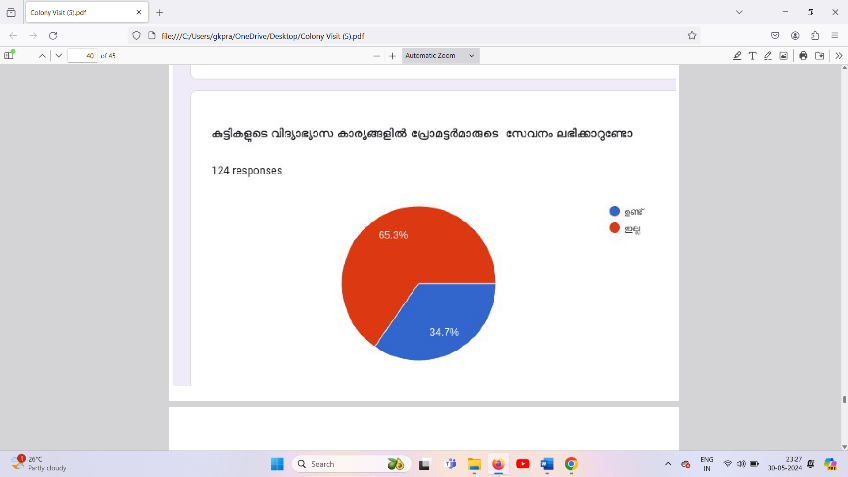 Colony Visit (5).pdf
file:///C:/Users/gkpra/OneDrive/Desktop/Colony Visit (5).pdf
40 of 45
Automatic Zoom
കുട്ടികളുടെ വിദ്യാഭ്യാസ കാര്യങ്ങളിൽ പ്രോമട്ടർമാരുടെ സേവനം ലഭിക്കാറുണ്ടോ
124 responses
ഉണ്ട്
ഇല്ല
65.3%
34.7%
1
26°C
Partly cloudy
Search
ENG
IN
23:27
30-05-2024